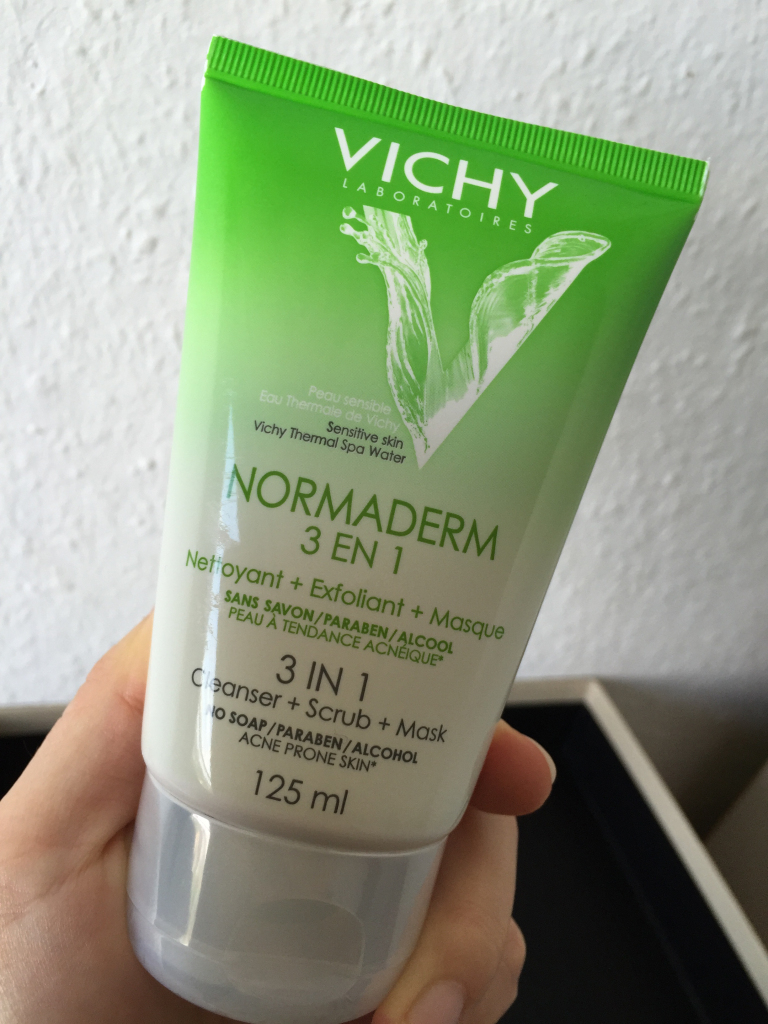 VICHY
LABORATOIRES
Peau sensible
Eau Thermale de Vichy
Sensitive skin
Vichy Thermal Spa Water
NORMADERM
3 EN 1
Nettoyant + Exfoliant + Masque
SANS SAVON/PARABEN/ALCOOL
PEAU À TENDANCE ACNÉIQUE*
3 IN 1
Cleanser + Scrub + Mask
NO SOAP/PARABEN/ALCOHOL
ACNE PRONE SKIN*
125 ml